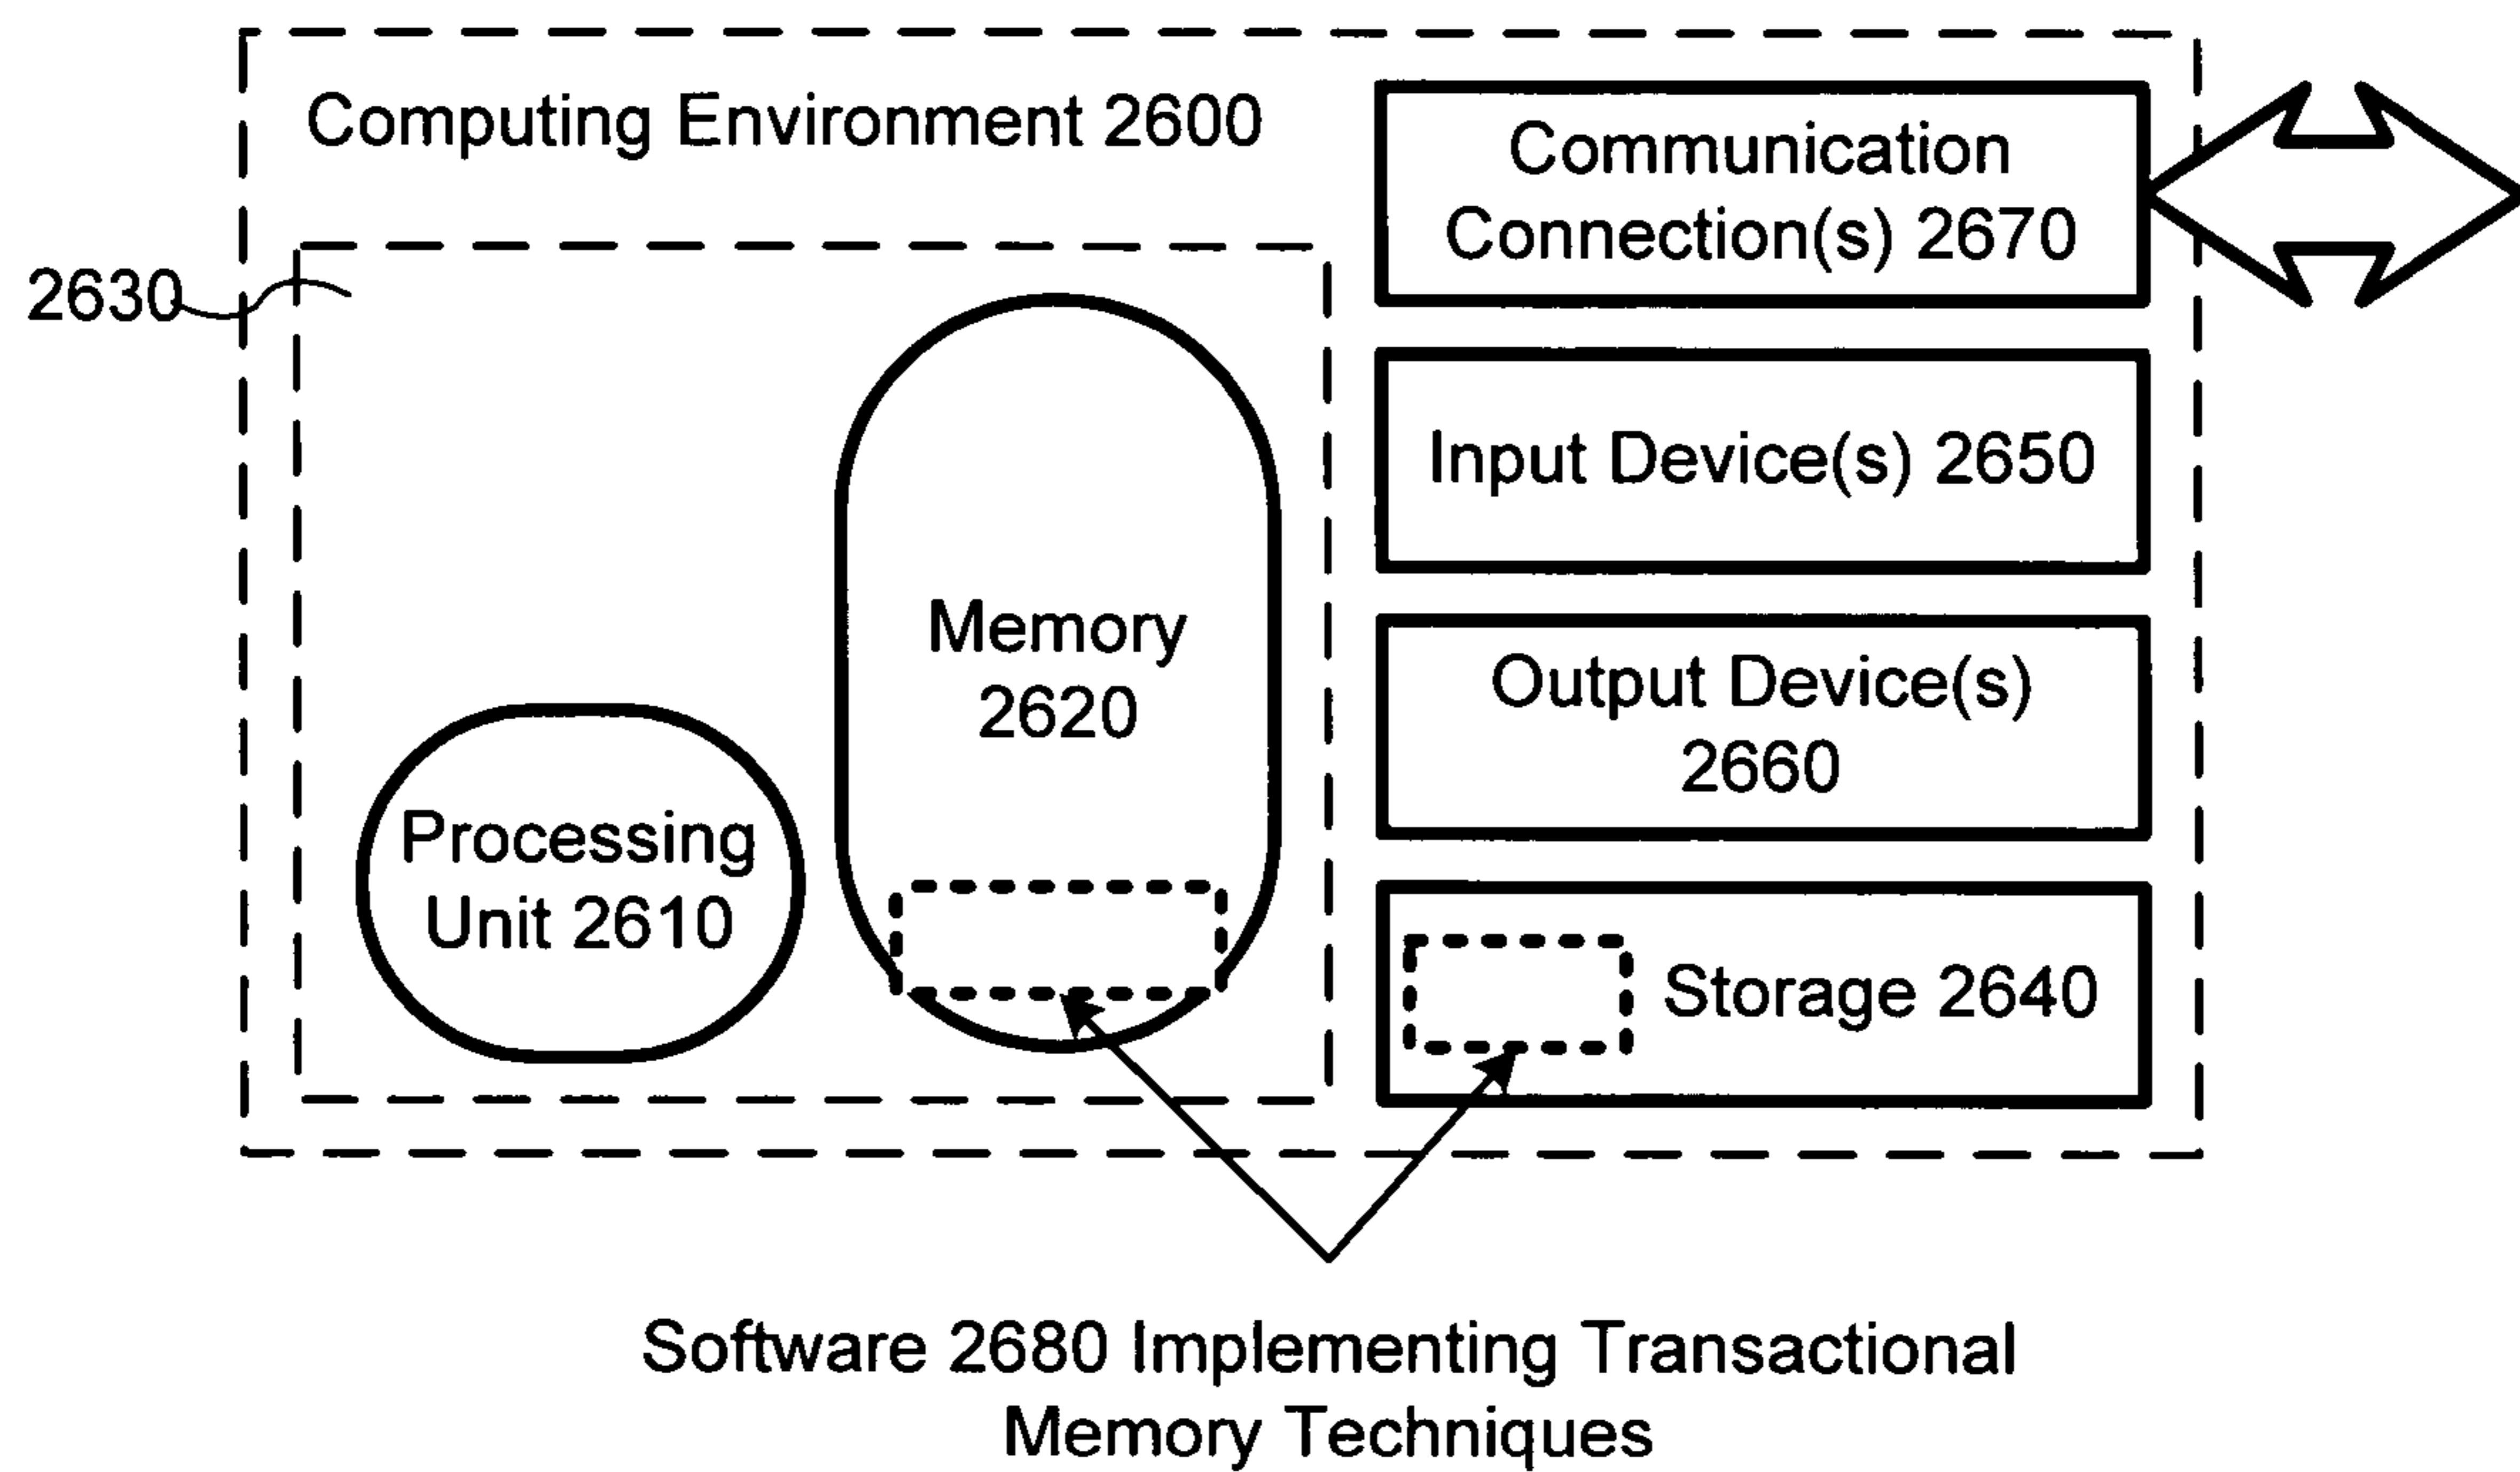 Computing Environment 2600
Communication
Connection(s) 2670
2630
Input Device(s) 2650
Memory
2620
Output Device(s)
2660
Processing
Unit 2610
Storage 2640
Software 2680 Implementing Transactional
Memory Techniques